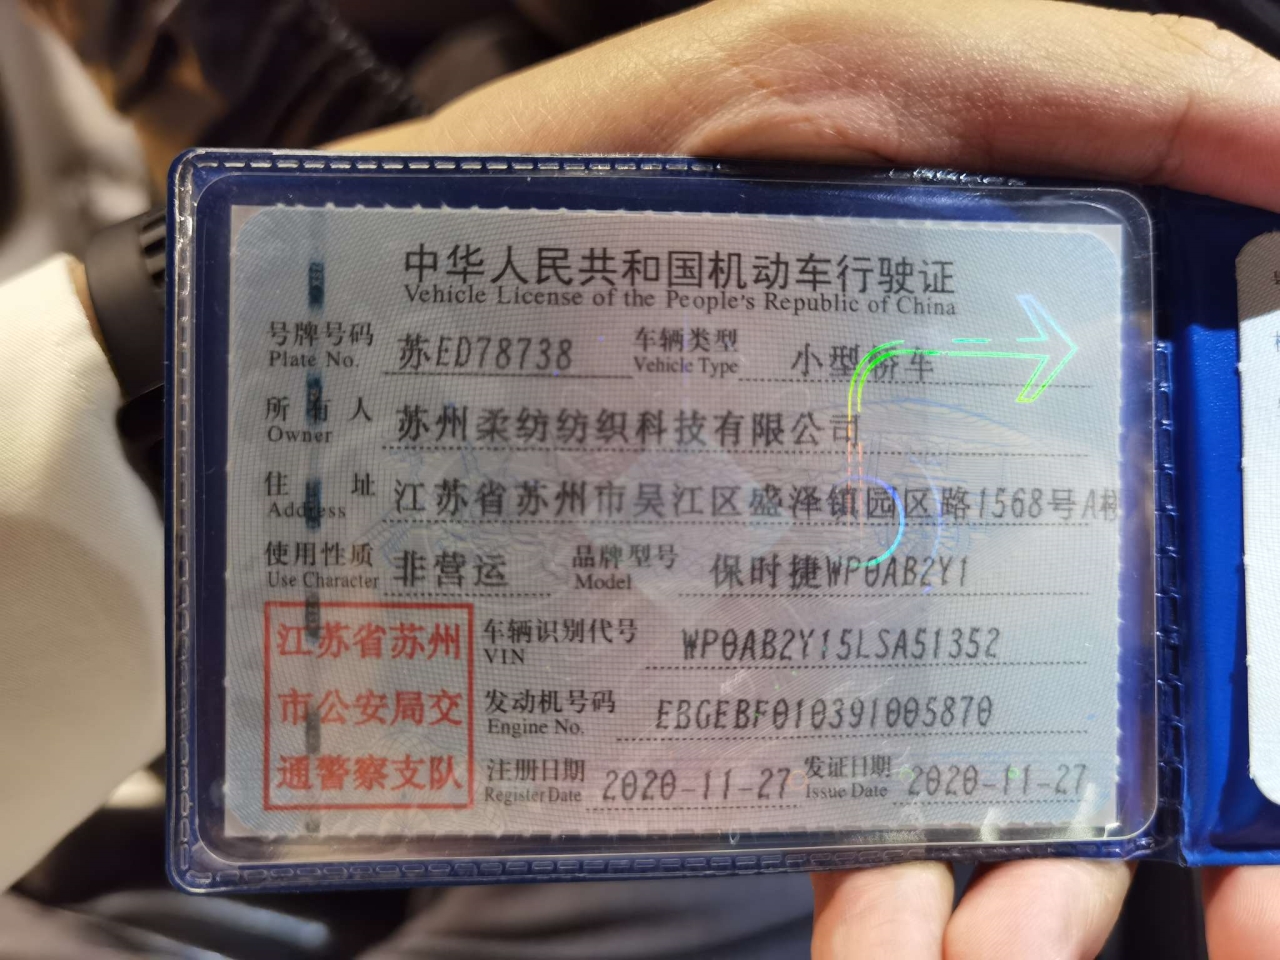 中华人民共和国机动车行驶证
Vehicle License of the People's Republic of China
号牌号码 苏ED78738 车辆类型 小型轿车
Plate No. Vehicle Type
所有人 苏州柔纺纺织科技有限公司
Owner
住址 江苏省苏州市吴江区盛泽镇园区路1568号A楼
Address
使用性质 非营运 品牌型号 保时捷WP0AB2Y1
Use Character Model
江苏省苏州
市公安局交
通警察支队
车辆识别代号 WP0AB2Y15LSA51352
VIN
发动机号码 EBGEBF010391005870
Engine No.
注册日期 2020-11-27 发证日期 2020-11-27
Register Date Issue Date